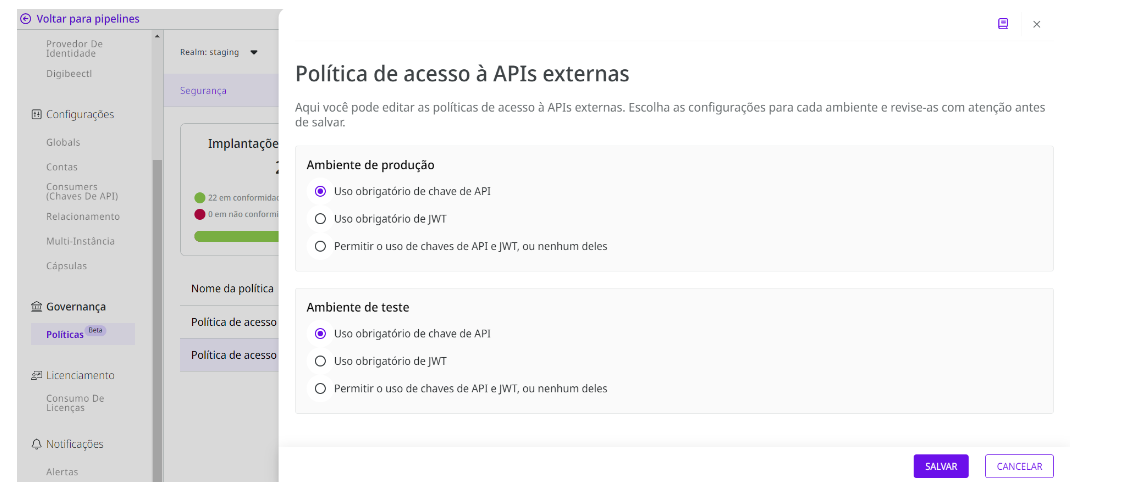 Voltar para pipelines
Provedor De
Identidade
Digibeectl
Configurações
Globals
Contas
Consumers
(Chaves De API)
Relacionamento
Multi-Instância
Cápsulas
Governança
Políticas Beta
Licenciamento
Consumo De
Licenças
Notificações
Alertas
Realm: staging
Segurança
22 em
0 em não
Nome da política
Política de acesso
Política de acesso
Política de acesso à APIs externas
Aqui você pode editar as políticas de acesso à APIs externas. Escolha as configurações para cada ambiente e revise-as com atenção antes
de salvar.
Ambiente de produção
Uso obrigatório de chave de API
Uso obrigatório de JWT
Permitir o uso de chaves de API e JWT, ou nenhum deles
Ambiente de teste
Uso obrigatório de chave de API
Uso obrigatório de JWT
Permitir o uso de chaves de API e JWT, ou nenhum deles
SALVAR
CANCELAR